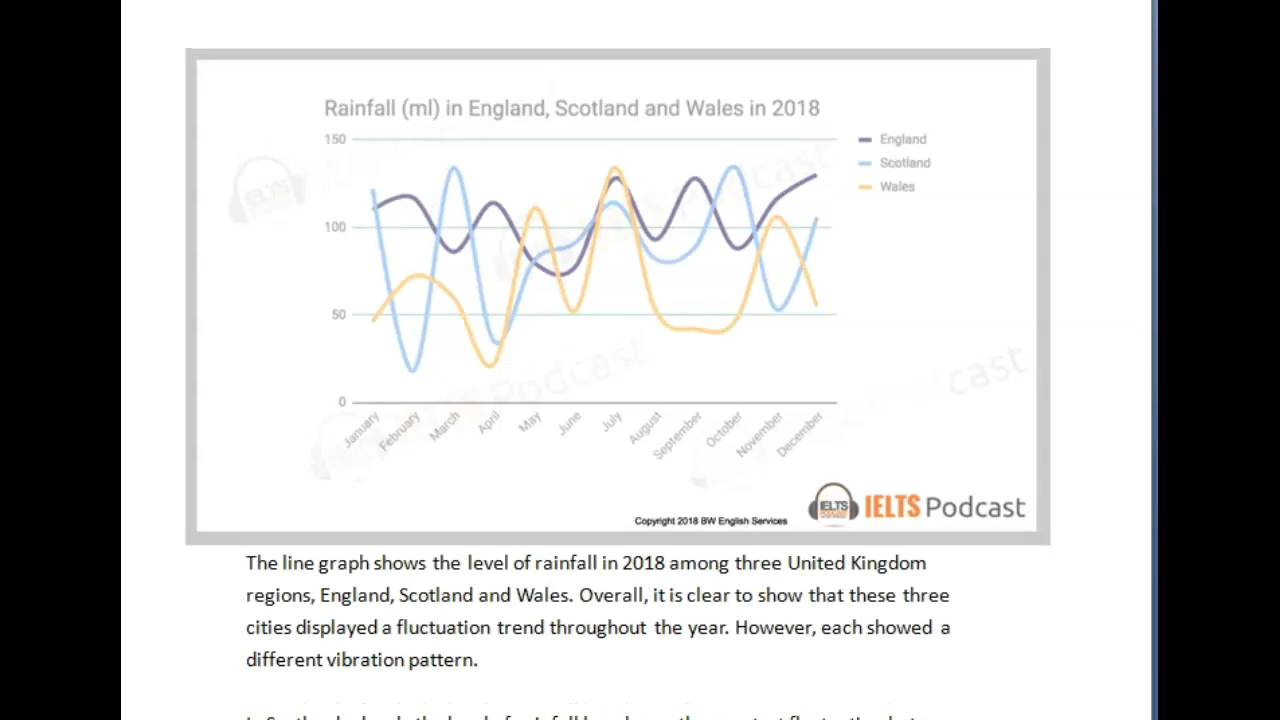 Rainfall (ml) in England, Scotland and Wales in 2018
150
100
50
0
England
Scotland
Wales
January
February
March
April
May
June
July
August
September
October
November
December
Copyright 2018 BW English Services
IELTS Podcast
The line graph shows the level of rainfall in 2018 among three United Kingdom
regions, England, Scotland and Wales. Overall, it is clear to show that these three
cities displayed a fluctuation trend throughout the year. However, each showed a
different vibration pattern.